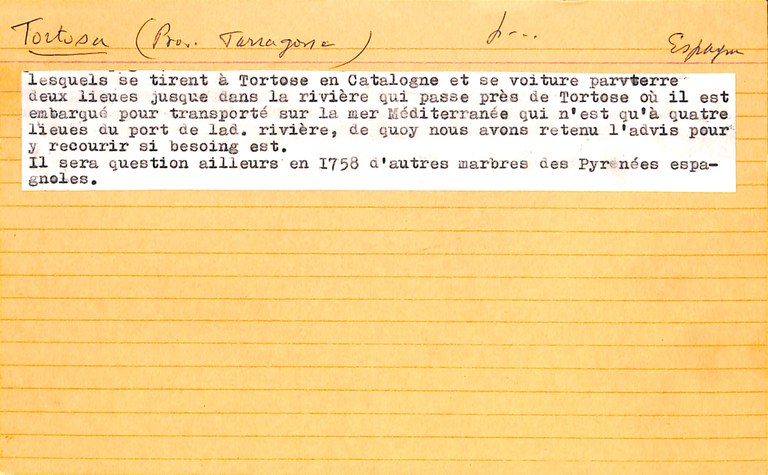 Tortosa (Prov. Tarragona) Espagne
lesquels se tirent à Tortose en Catalogne et se voiture parvterre
deux lieues jusque dans la rivière qui passe près de Tortose où il est
embarqué pour transporté sur la mer Méditerranée qui n'est qu'à quatre
lieues du port de lad. rivière, de quoy nous avons retenu l'advis pour
y recourir si besoing est.
Il sera question ailleurs en 1758 d'autres marbres des Pyrenées espa-
gnoles.